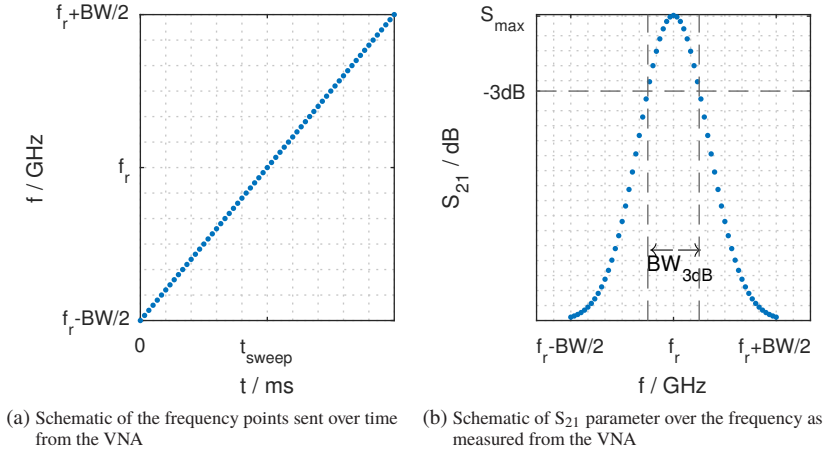 f_r+BW/2
f_r
f_r-BW/2
f / GHz
0
t_sweep
t / ms
(a) Schematic of the frequency points sent over time
from the VNA
S_max
-3dB
S_21 / dB
BW_3dB
f_r-BW/2
f_r
f_r+BW/2
f / GHz
(b) Schematic of S_21 parameter over the frequency as
measured from the VNA